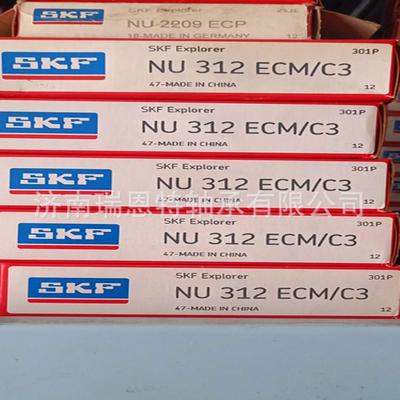 NU 2209 ECP
18-MADE IN GERMANY
SKF
SKF Explorer
301P
NU 312 ECM/C3
47-MADE IN CHINA
12
SKF
SKF Explorer
301P
NU 312 ECM/C3
47-MADE IN CHINA
12
SKF
SKF Explorer
301P
NU 312 ECM/C3
47-MADE IN CHINA
12
济南瑞恩特轴承有限公司
SKF
SKF Explorer
301P
NU 312 ECM/C3
47-MADE IN CHINA
12
SKF
SKF Explorer
301P
NU 312 ECM/C3
47-MADE IN CHINA
12